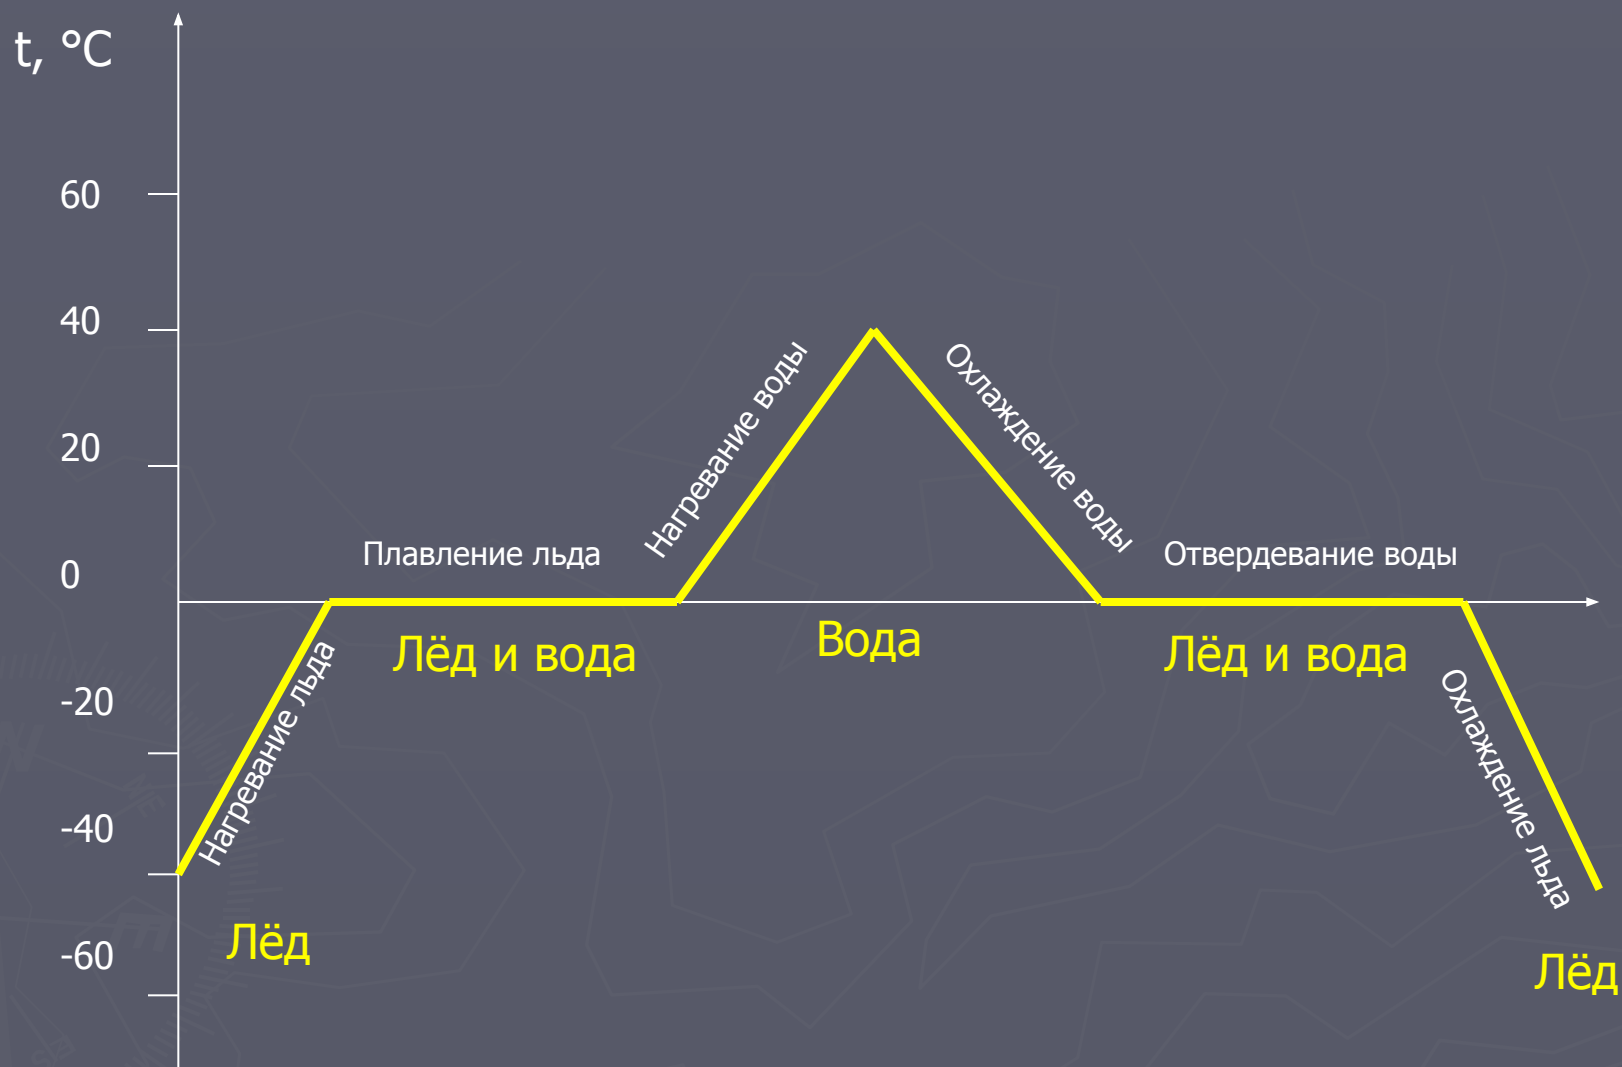 t, °C
60
40
20
0
-20
-40
-60
Нагревание льда
Плавление льда
Нагревание воды
Охлаждение воды
Отвердевание воды
Охлаждение льда
Лёд
Лёд и вода
Вода
Лёд и вода
Лёд